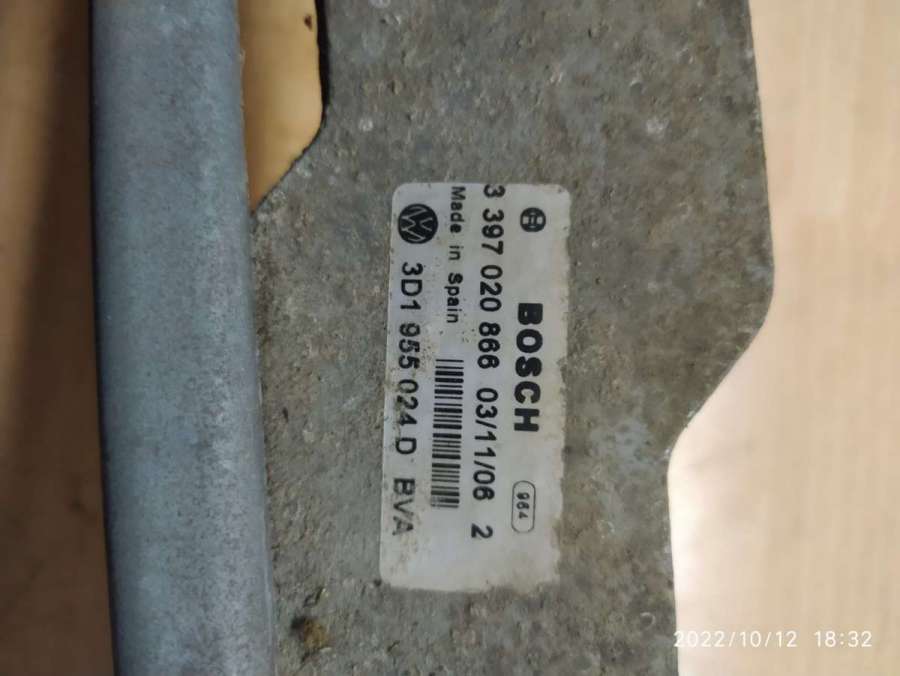 BOSCH 964
3 397 020 866 03/11/06 2
Made in Spain
3D1 955 024 D BVA
2022/10/12 18:32